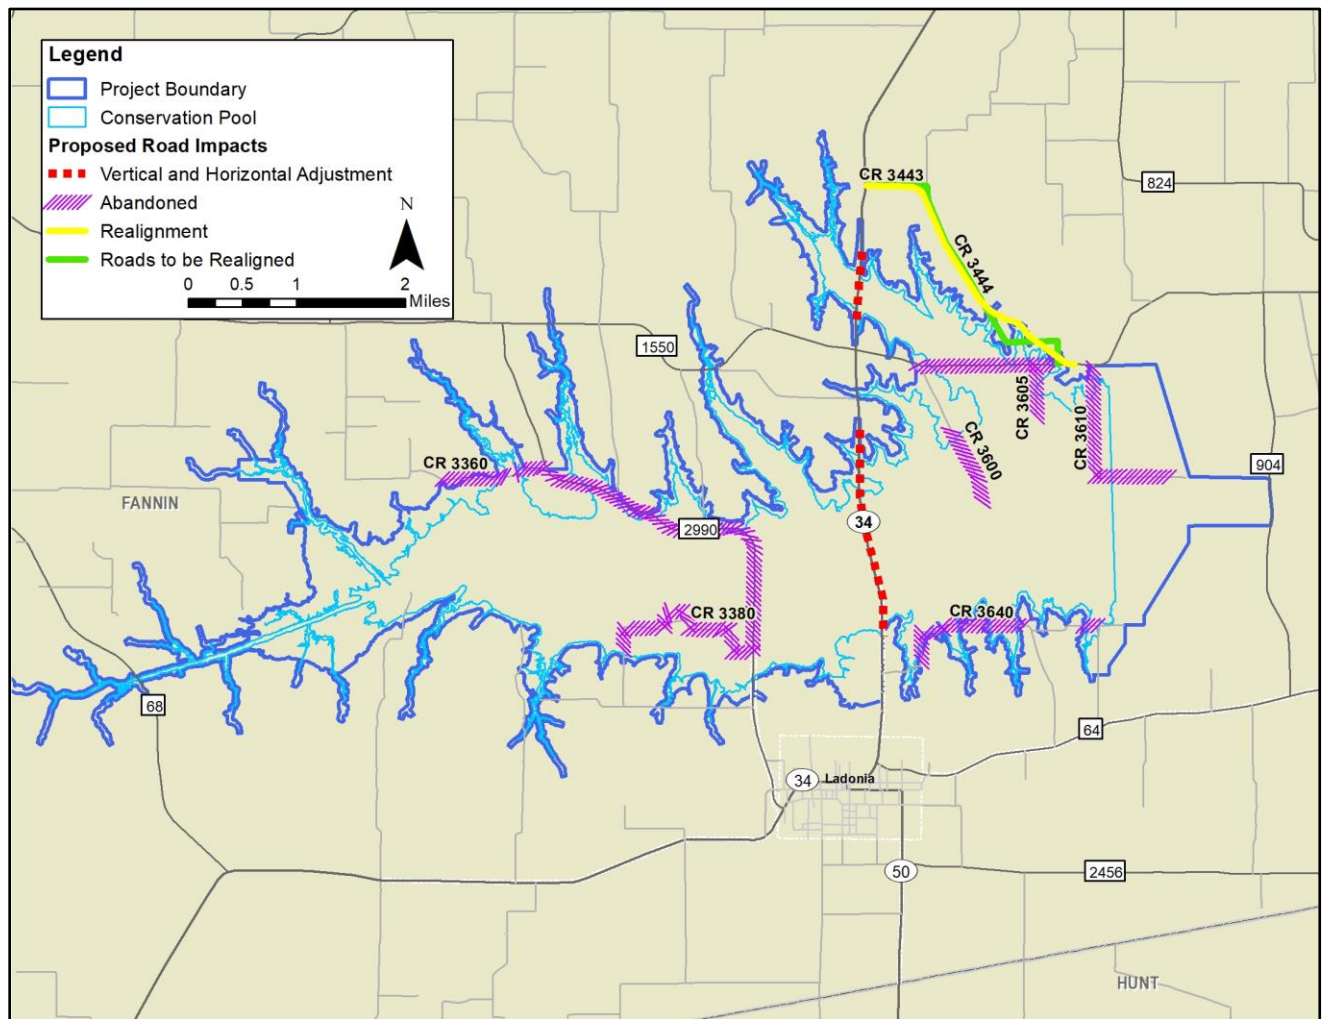 Legend
Project Boundary
Conservation Pool
Proposed Road Impacts
Vertical and Horizontal Adjustment
Abandoned
Realignment
Roads to be Realigned
N
0 0.5 1 2
Miles
CR 3443
824
CR 3444
1550
CR 3605
CR 3610
CR 3600
CR 3360
904
FANNIN
34
2990
CR 3380
CR 3640
68
64
34 Ladonia
50
2456
HUNT